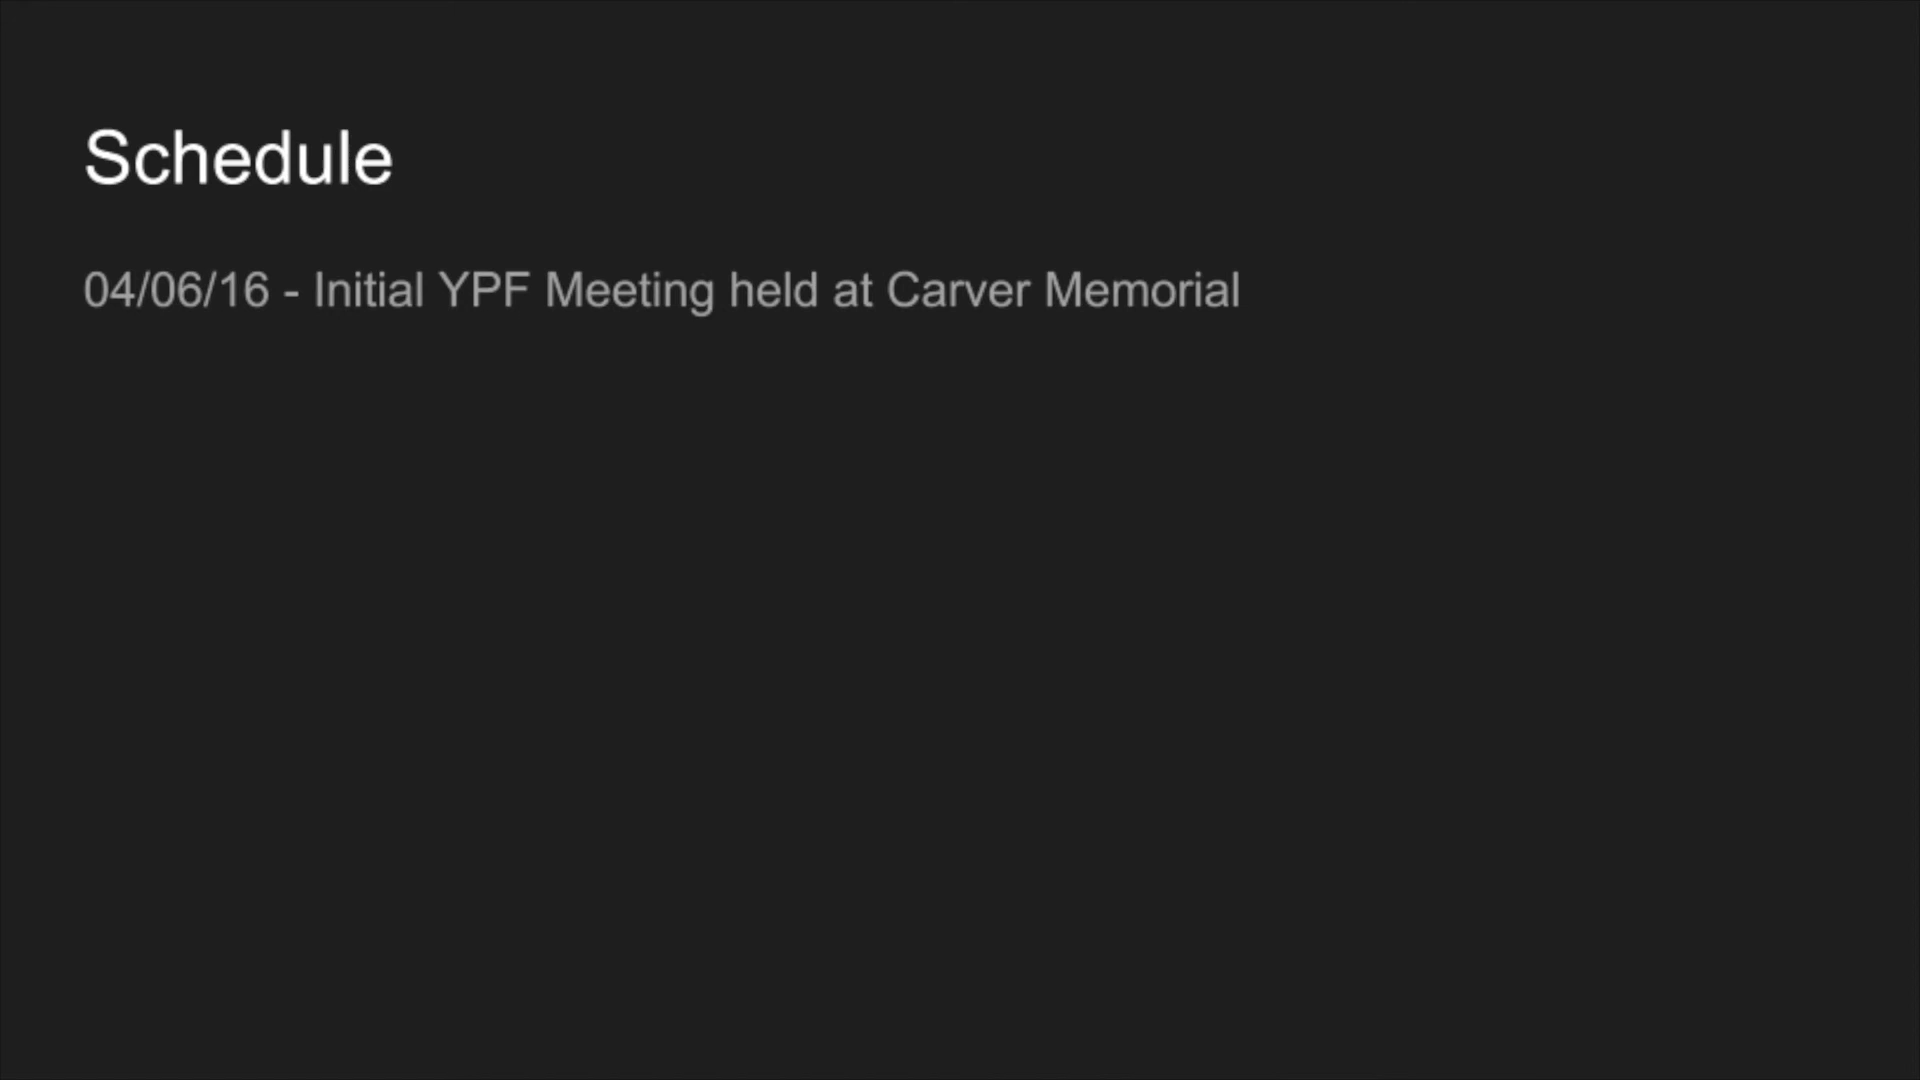 Schedule
04/06/16 - Initial YPF Meeting held at Carver Memorial